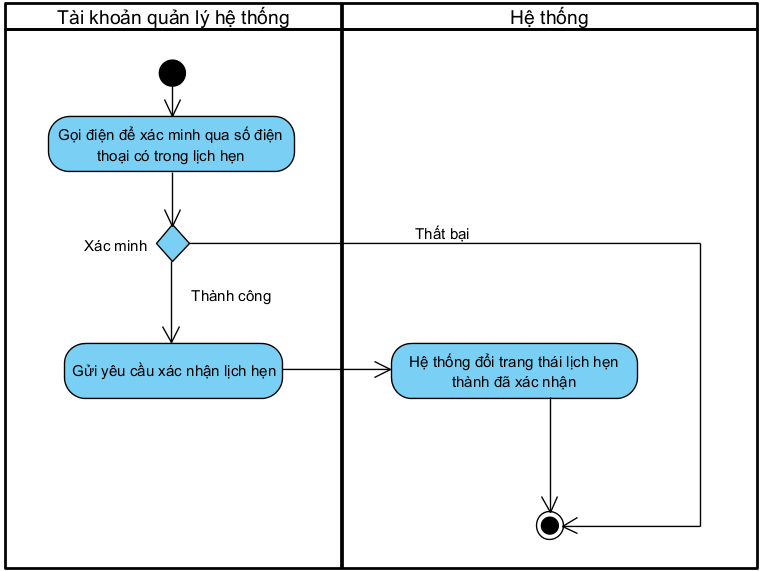 Tài khoản quản lý hệ thống
Hệ thống
Gọi điện để xác minh qua số điện
thoại có trong lịch hẹn
Thất bại
Xác minh
Thành công
Gửi yêu cầu xác nhận lịch hẹn
Hệ thống đổi trang thái lịch hẹn
thành đã xác nhận